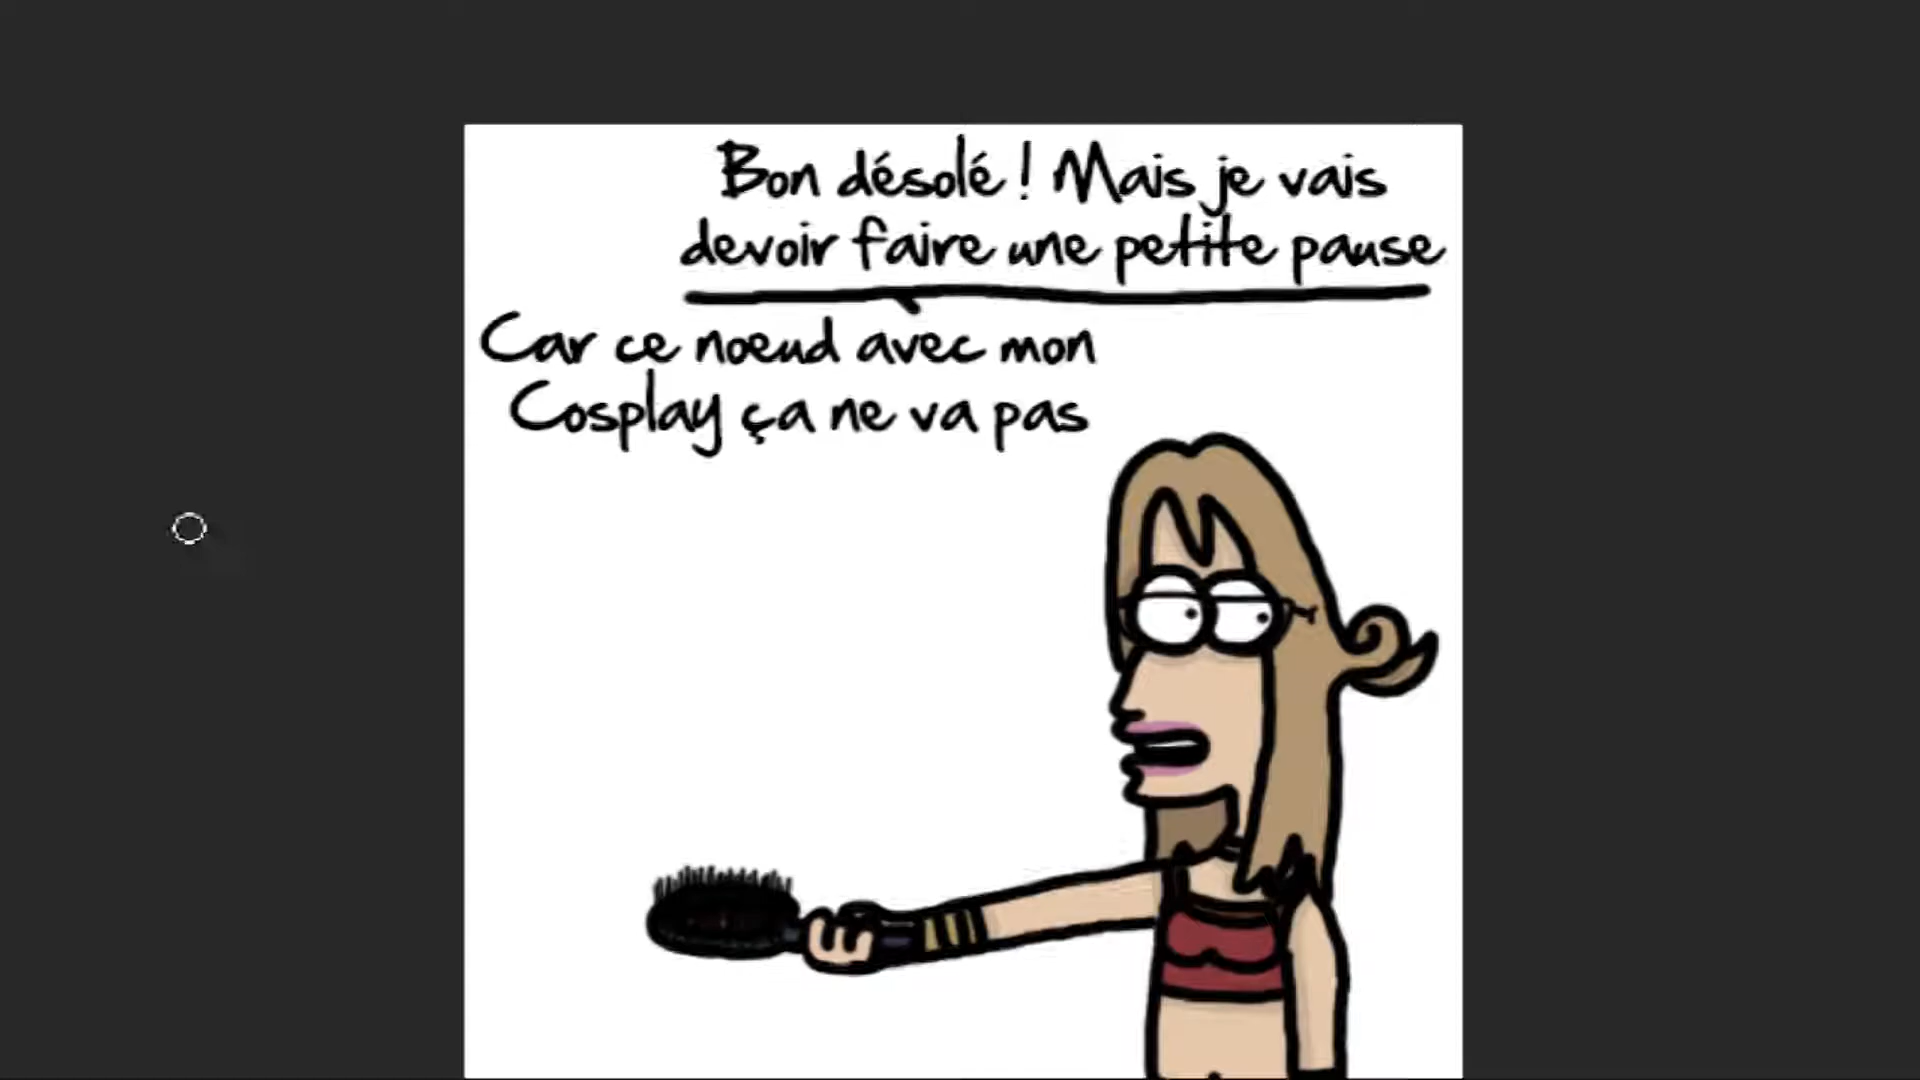 Bon désolé ! Mais je vais
devoir faire une petite pause
Car ce noeud avec mon
Cosplay ça ne va pas